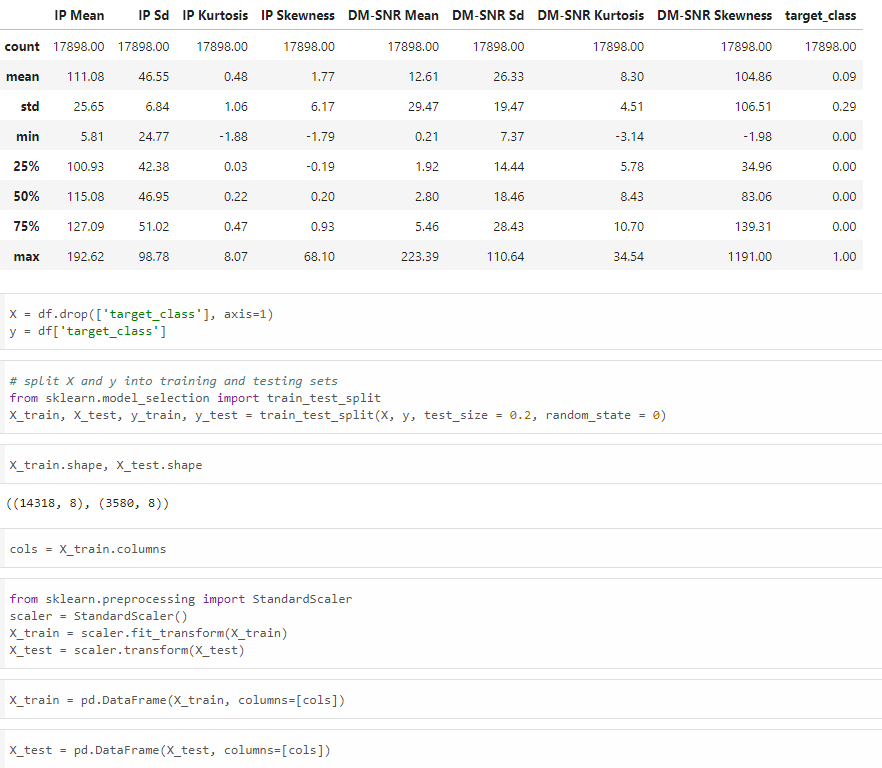 IP Mean IP Sd IP Kurtosis IP Skewness DM-SNR Mean DM-SNR Sd DM-SNR Kurtosis DM-SNR Skewness target_class
count 17898.00 17898.00 17898.00 17898.00 17898.00 17898.00 17898.00 17898.00 17898.00
mean 111.08 46.55 0.48 1.77 12.61 26.33 8.30 104.86 0.09
std 25.65 6.84 1.06 6.17 29.47 19.47 4.51 106.51 0.29
min 5.81 24.77 -1.88 -1.79 0.21 7.37 -3.14 -1.98 0.00
25% 100.93 42.38 0.03 -0.19 1.92 14.44 5.78 34.96 0.00
50% 115.08 46.95 0.22 0.20 2.80 18.46 8.43 83.06 0.00
75% 127.09 51.02 0.47 0.93 5.46 28.43 10.70 139.31 0.00
max 192.62 98.78 8.07 68.10 223.39 110.64 34.54 1191.00 1.00
X = df.drop(['target_class'], axis=1)
y = df['target_class']
# split X and y into training and testing sets
from sklearn.model_selection import train_test_split
X_train, X_test, y_train, y_test = train_test_split(X, y, test_size = 0.2, random_state = 0)
X_train.shape, X_test.shape
((14318, 8), (3580, 8))
cols = X_train.columns
from sklearn.preprocessing import StandardScaler
scaler = StandardScaler()
X_train = scaler.fit_transform(X_train)
X_test = scaler.transform(X_test)
X_train = pd.DataFrame(X_train, columns=[cols])
X_test = pd.DataFrame(X_test, columns=[cols])